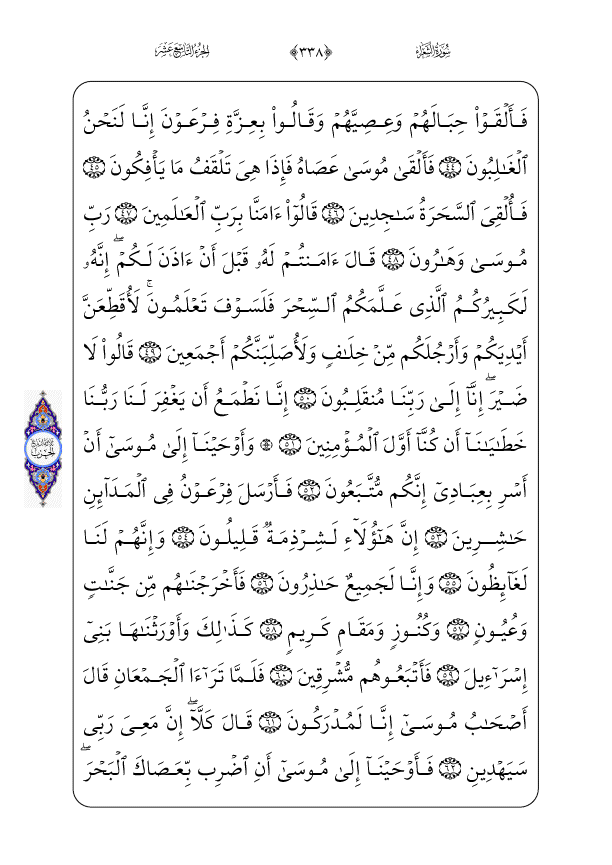 سُورَةُ الشُّعَرَاءِ ﴿٣٣٨﴾ الجُزءُ التَّاسِعَ عَشَرَ
فَأَلۡقَوۡاْ حِبَالَهُمۡ وَعِصِيَّهُمۡ وَقَالُواْ بِعِزَّةِ فِرۡعَوۡنَ إِنَّا لَنَحۡنُ
ٱلۡغَٰلِبُونَ ٤٤ فَأَلۡقَىٰ مُوسَىٰ عَصَاهُ فَإِذَا هِىَ تَلۡقَفُ مَا يَأۡفِكُونَ ٤٥
فَأُلۡقِىَ ٱلسَّحَرَةُ سَٰجِدِينَ ٤٦ قَالُوٓاْ ءَامَنَّا بِرَبِّ ٱلۡعَٰلَمِينَ ٤٧ رَبِّ
مُوسَىٰ وَهَٰرُونَ ٤٨ قَالَ ءَامَنتُمۡ لَهُۥ قَبۡلَ أَنۡ ءَاذَنَ لَكُمۡۖ إِنَّهُۥ
لَكَبِيرُكُمُ ٱلَّذِى عَلَّمَكُمُ ٱلسِّحۡرَ فَلَسَوۡفَ تَعۡلَمُونَۚ لَأُقَطِّعَنَّ
أَيۡدِيَكُمۡ وَأَرۡجُلَكُم مِّنۡ خِلَٰفٖ وَلَأُصَلِّبَنَّكُمۡ أَجۡمَعِينَ ٤٩ قَالُواْ لَا
ضَيۡرَۖ إِنَّآ إِلَىٰ رَبِّنَا مُنقَلِبُونَ ٥٠ إِنَّا نَطۡمَعُ أَن يَغۡفِرَ لَنَا رَبُّنَا
خَطَٰيَٰنَآ أَن كُنَّآ أَوَّلَ ٱلۡمُؤۡمِنِينَ ٥١ ۞ وَأَوۡحَيۡنَآ إِلَىٰ مُوسَىٰٓ أَنۡ
أَسۡرِ بِعِبَادِىٓ إِنَّكُم مُّتَّبَعُونَ ٥٢ فَأَرۡسَلَ فِرۡعَوۡنُ فِى ٱلۡمَدَآئِنِ
حَٰشِرِينَ ٥٣ إِنَّ هَٰٓؤُلَآءِ لَشِرۡذِمَةٞ قَلِيلُونَ ٥٤ وَإِنَّهُمۡ لَنَا
لَغَآئِظُونَ ٥٥ وَإِنَّا لَجَمِيعٌ حَٰذِرُونَ ٥٦ فَأَخۡرَجۡنَٰهُم مِّن جَنَّٰتٖ
وَعُيُونٖ ٥٧ وَكُنُوزٖ وَمَقَامٖ كَرِيمٖ ٥٨ كَذَٰلِكَ وَأَوۡرَثۡنَٰهَا بَنِىٓ
إِسۡرَٰٓءِيلَ ٥٩ فَأَتۡبَعُوهُم مُّشۡرِقِينَ ٦٠ فَلَمَّا تَرَٰٓءَا ٱلۡجَمۡعَانِ قَالَ
أَصۡحَٰبُ مُوسَىٰٓ إِنَّا لَمُدۡرَكُونَ ٦١ قَالَ كَلَّآۖ إِنَّ مَعِىَ رَبِّى
سَيَهۡدِينِ ٦٢ فَأَوۡحَيۡنَآ إِلَىٰ مُوسَىٰٓ أَنِ ٱضۡرِب بِّعَصَاكَ ٱلۡبَحۡرَۖ